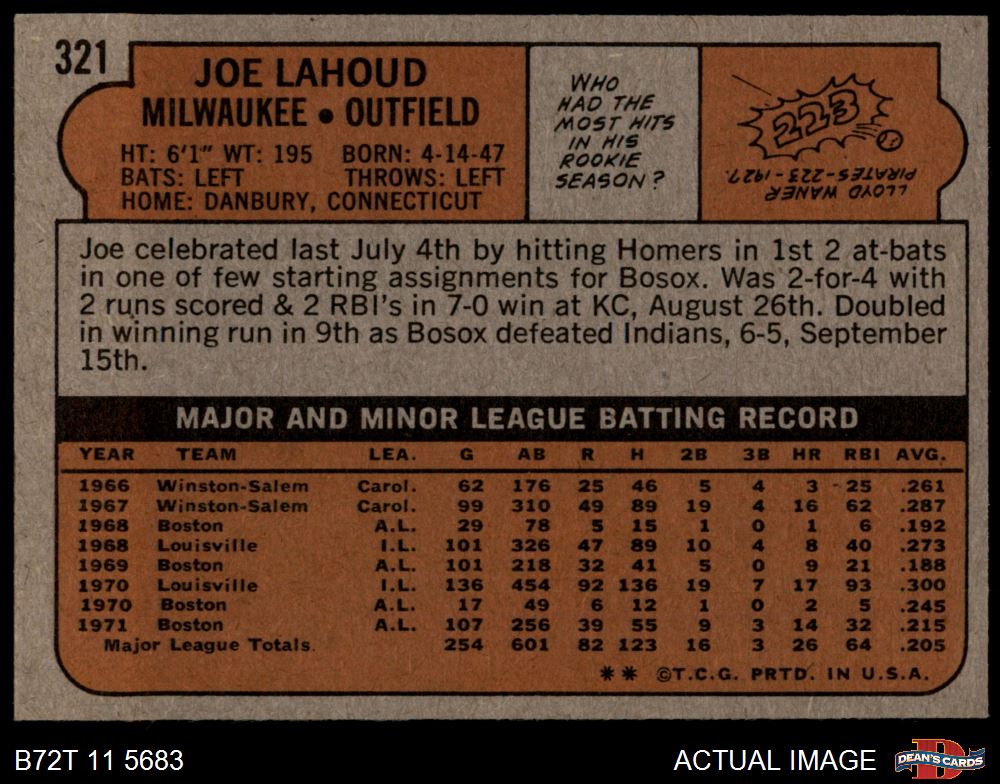 321
JOE LAHOUD
MILWAUKEE • OUTFIELD
HT: 6'1" WT: 195 BORN: 4-14-47
BATS: LEFT THROWS: LEFT
HOME: DANBURY, CONNECTICUT
WHO
HAD THE
MOST HITS
IN HIS
ROOKIE
SEASON?
223
LLOYD WANER
PIRATES-223-1927.
Joe celebrated last July 4th by hitting Homers in 1st 2 at-bats
in one of few starting assignments for Bosox. Was 2-for-4 with
2 runs scored & 2 RBI's in 7-0 win at KC, August 26th. Doubled
in winning run in 9th as Bosox defeated Indians, 6-5, September
15th.
MAJOR AND MINOR LEAGUE BATTING RECORD
YEAR TEAM LEA. G AB R H 2B 3B HR RBI AVG.
1966 Winston-Salem Carol. 62 176 25 46 5 4 3 25 .261
1967 Winston-Salem Carol. 99 310 49 89 19 4 16 62 .287
1968 Boston A.L. 29 78 5 15 1 0 1 6 .192
1968 Louisville I.L. 101 326 47 89 10 4 8 40 .273
1969 Boston A.L. 101 218 32 41 5 0 9 21 .188
1970 Louisville I.L. 136 454 92 136 19 7 17 93 .300
1970 Boston A.L. 17 49 6 12 1 0 2 5 .245
1971 Boston A.L. 107 256 39 55 9 3 14 32 .215
Major League Totals 254 601 82 123 16 3 26 64 .205
** ©T.C.G. PRTD. IN U.S.A.
B72T 11 5683
ACTUAL IMAGE
D
DEAN'S CARDS